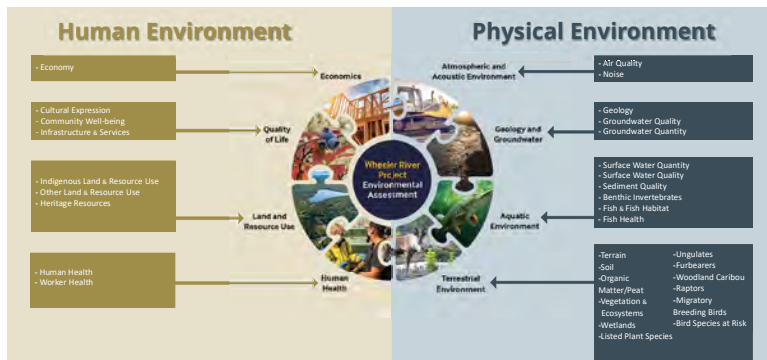 Human Environment
Physical Environment
- Economy
Economics
- Cultural Expression
- Community Well-being
- Infrastructure & Services
Quality
of Life
- Indigenous Land & Resource Use
- Other Land & Resource Use
- Heritage Resources
Land and
Resource Use
- Human Health
- Worker Health
Human
Health
Wheeler River
Project
Environmental
Assessment
Atmospheric and
Acoustic Environment
- Air Quality
- Noise
Geology and
Groundwater
- Geology
- Groundwater Quality
- Groundwater Quantity
Aquatic
Environment
- Surface Water Quantity
- Surface Water Quality
- Sediment Quality
- Benthic Invertebrates
- Fish & Fish Habitat
- Fish Health
Terrestrial
Environment
-Terrain
-Soil
-Organic
Matter/Peat
-Vegetation &
Ecosystems
-Wetlands
-Listed Plant Species
-Ungulates
-Furbearers
-Woodland Caribou
-Raptors
-Migratory
Breeding Birds
-Bird Species at Risk